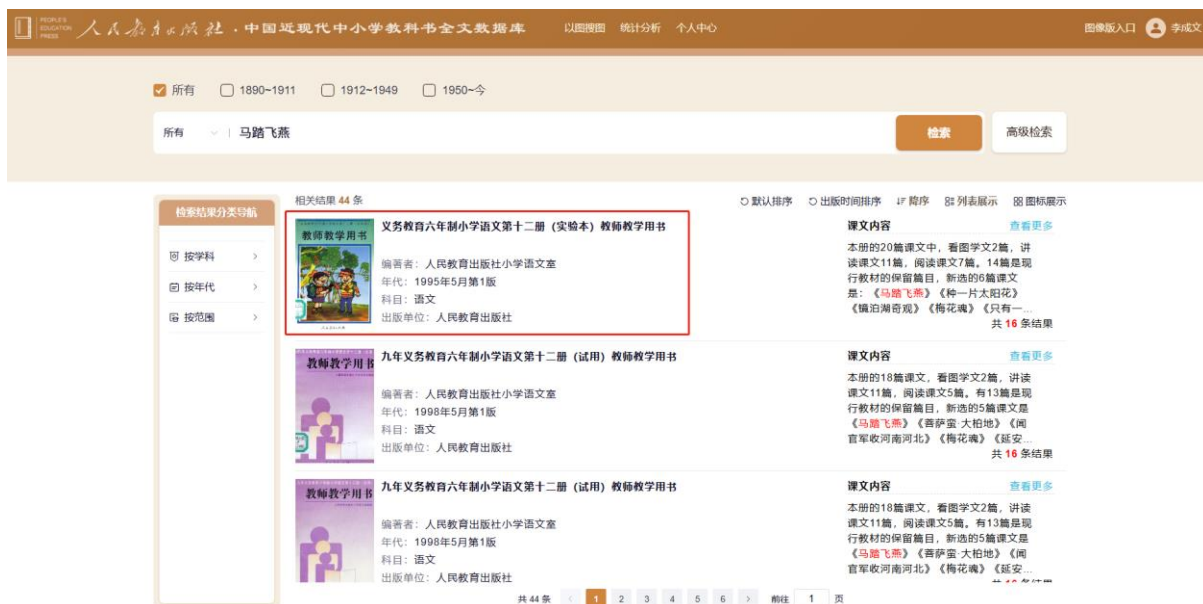 PEOPLE'S
EDUCATION
PRESS
人民教育出版社·中国近现代中小学教科书全文数据库
以图搜图 统计分析 个人中心
图像版入口 李成文
所有 1890~1911 1912~1949 1950~今
所有 马踏飞燕 检索 高级检索
检索结果分类导航
按学科
按年代
按范围
相关结果 44 条
默认排序 出版时间排序 降序 列表展示 图标展示
教师教学用书
义务教育六年制小学语文第十二册（实验本）教师教学用书
编著者：人民教育出版社小学语文室
年代：1995年5月第1版
科目：语文
出版单位：人民教育出版社
课文内容 查看更多
本册的20篇课文中，看图学文2篇，讲
读课文11篇，阅读课文7篇。14篇是现
行教材的保留篇目，新选的6篇课文
是：《马踏飞燕》《种一片太阳花》
《镜泊湖奇观》《梅花魂》《只有一...
共 16 条结果
教师教学用书
九年义务教育六年制小学语文第十二册（试用）教师教学用书
编著者：人民教育出版社小学语文室
年代：1998年5月第1版
科目：语文
出版单位：人民教育出版社
课文内容 查看更多
本册的18篇课文，看图学文2篇，讲读
课文11篇，阅读课文5篇。有13篇是现
行教材的保留篇目，新选的5篇课文是
《马踏飞燕》《菩萨蛮·大柏地》《闻
官军收河南河北》《梅花魂》《延安...
共 16 条结果
教师教学用书
九年义务教育六年制小学语文第十二册（试用）教师教学用书
编著者：人民教育出版社小学语文室
年代：1998年5月第1版
科目：语文
出版单位：人民教育出版社
课文内容 查看更多
本册的18篇课文，看图学文2篇，讲读
课文11篇，阅读课文5篇。有13篇是现
行教材的保留篇目，新选的5篇课文是
《马踏飞燕》《菩萨蛮·大柏地》《闻
官军收河南河北》《梅花魂》《延安...
共 44 条 1 2 3 4 5 6 前往 1 页